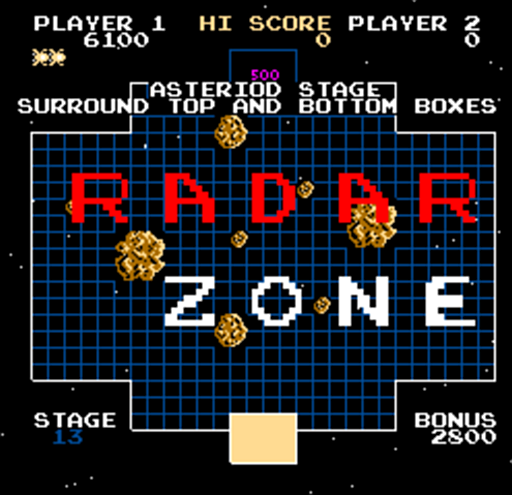 PLAYER 1 HI SCORE PLAYER 2
6100 0 0
500
ASTERIOD STAGE
SURROUND TOP AND BOTTOM BOXES
RADAR
ZONE
STAGE BONUS
13 2800